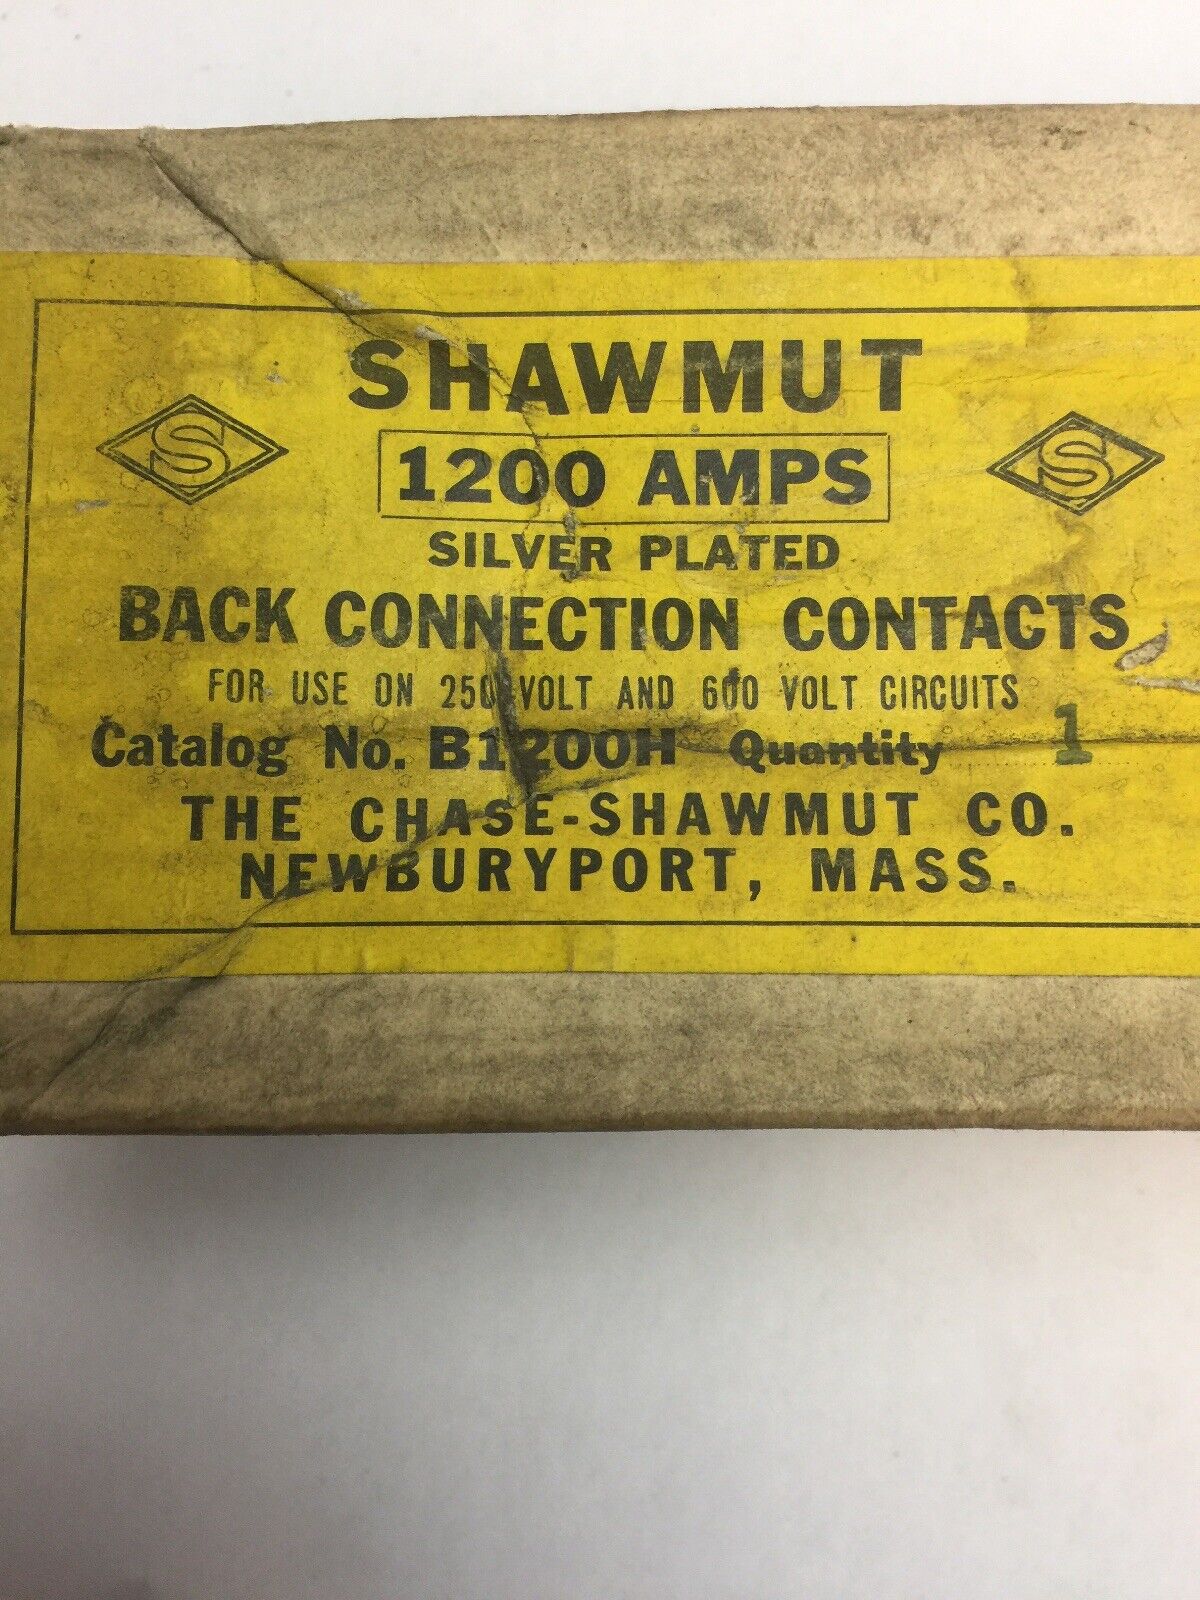 SHAWMUT
S 1200 AMPS S
SILVER PLATED
BACK CONNECTION CONTACTS
FOR USE ON 250 VOLT AND 600 VOLT CIRCUITS
Catalog No. B1200H Quantity 1
THE CHASE-SHAWMUT CO.
NEWBURYPORT, MASS.